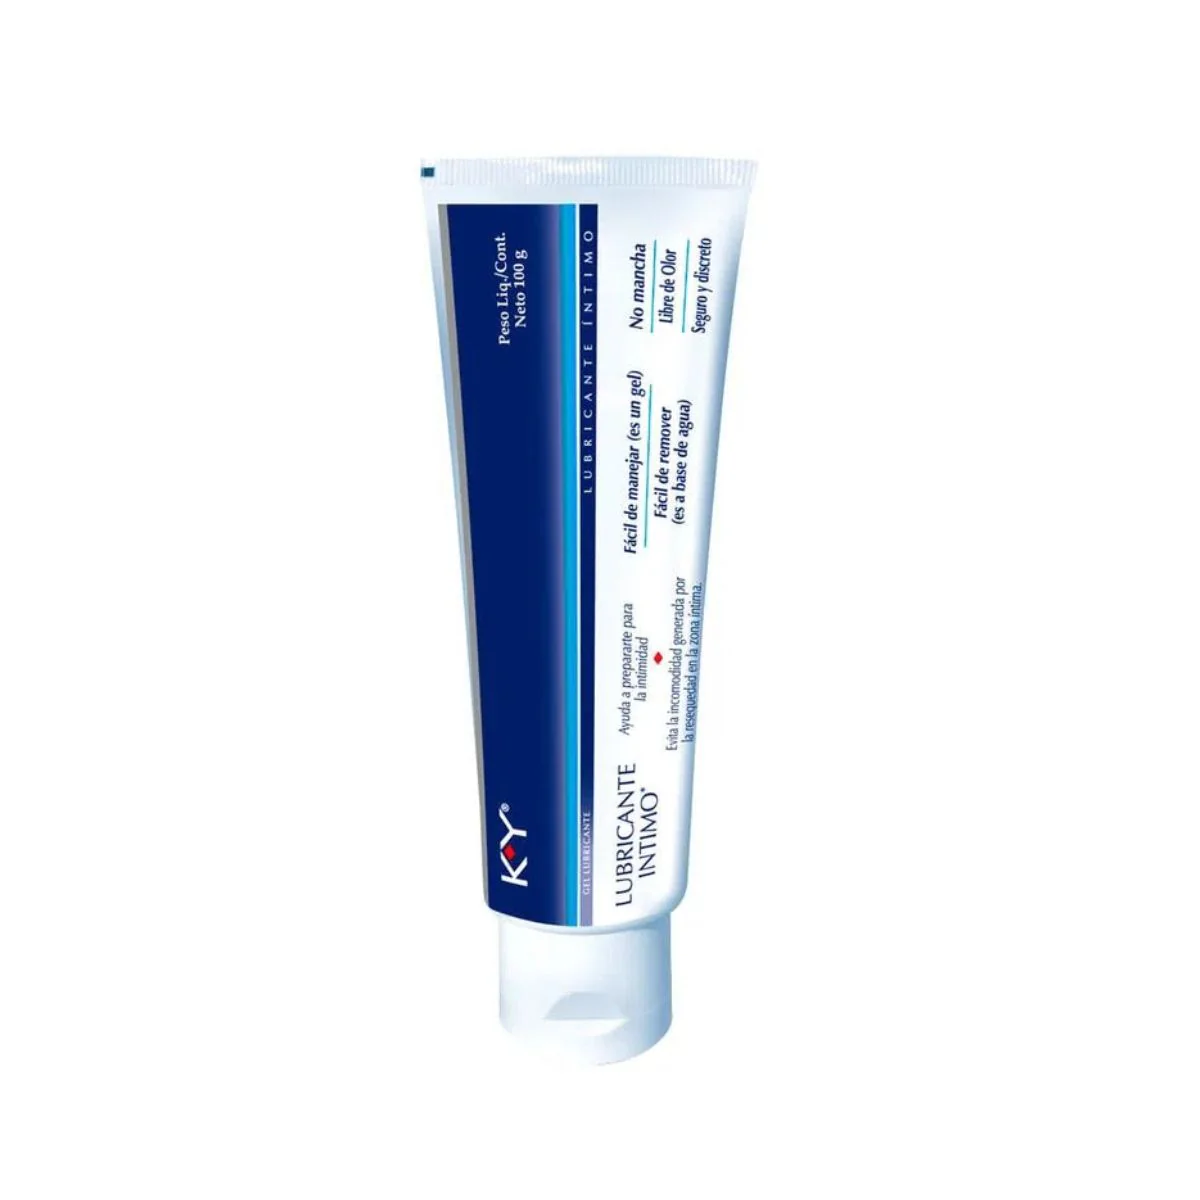 K-Y®
Peso Liq./Cont.
Neto 100 g
GEL LUBRICANTE
LUBRICANTE ÍNTIMO
LUBRICANTE
INTIMO*
Ayuda a prepararte para
la intimidad
Evita la incomodidad generada por
la resequedad en la zona íntima.
Fácil de manejar (es un gel)
Fácil de remover
(es a base de agua)
No mancha
Libre de Olor
Seguro y discreto